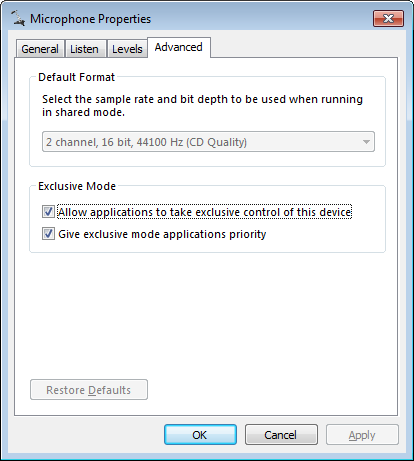 Microphone Properties
General Listen Levels Advanced
Default Format
Select the sample rate and bit depth to be used when running
in shared mode.
2 channel, 16 bit, 44100 Hz (CD Quality)
Exclusive Mode
Allow applications to take exclusive control of this device
Give exclusive mode applications priority
Restore Defaults
OK Cancel Apply